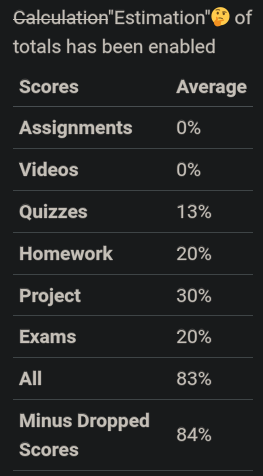 ~~Calculation~~"Estimation"🤔 of
totals has been enabled
Scores Average
Assignments 0%
Videos 0%
Quizzes 13%
Homework 20%
Project 30%
Exams 20%
All 83%
Minus Dropped
Scores 84%